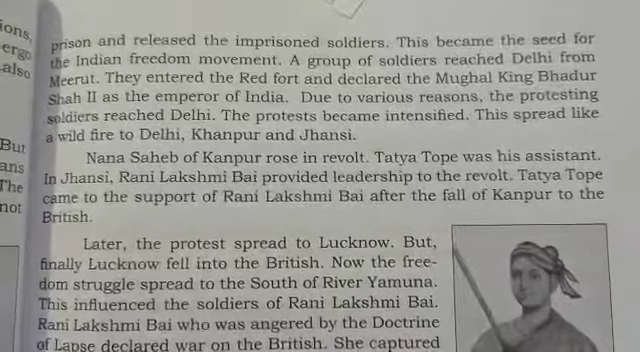 ions,
ergo
also
But
ans
The
not
prison and released the imprisoned soldiers. This became the seed for
the Indian freedom movement. A group of soldiers reached Delhi from
Meerut. They entered the Red fort and declared the Mughal King Bhadur
Shah II as the emperor of India. Due to various reasons, the protesting
soldiers reached Delhi. The protests became intensified. This spread like
a wild fire to Delhi, Khanpur and Jhansi.
Nana Saheb of Kanpur rose in revolt. Tatya Tope was his assistant.
In Jhansi, Rani Lakshmi Bai provided leadership to the revolt. Tatya Tope
came to the support of Rani Lakshmi Bai after the fall of Kanpur to the
British.
Later, the protest spread to Lucknow. But,
finally Lucknow fell into the British. Now the free-
dom struggle spread to the South of River Yamuna.
This influenced the soldiers of Rani Lakshmi Bai.
Rani Lakshmi Bai who was angered by the Doctrine
of Lapse declared war on the British. She captured